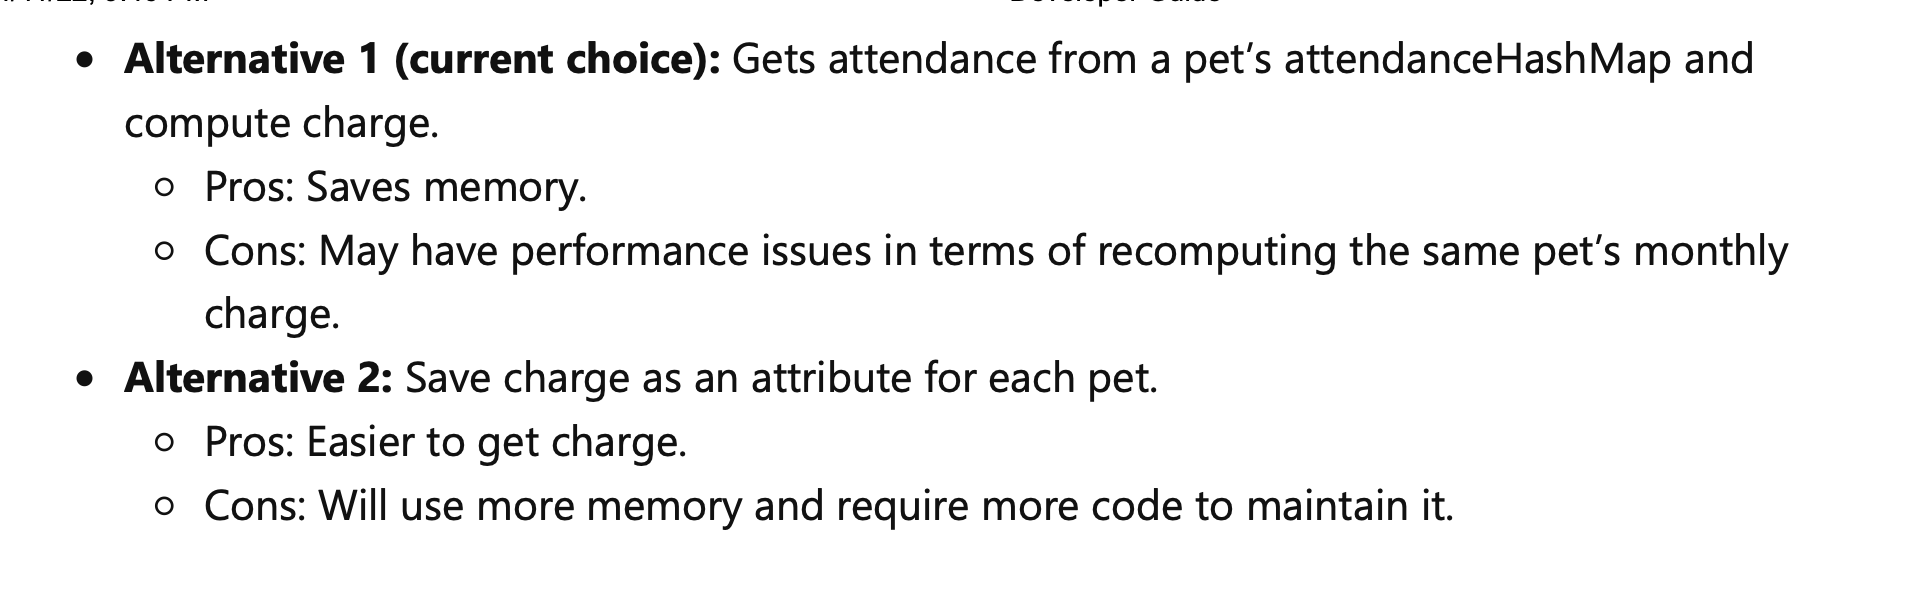 Developer Guide
• Alternative 1 (current choice): Gets attendance from a pet’s attendanceHashMap and
compute charge.
○ Pros: Saves memory.
○ Cons: May have performance issues in terms of recomputing the same pet’s monthly
charge.
• Alternative 2: Save charge as an attribute for each pet.
○ Pros: Easier to get charge.
○ Cons: Will use more memory and require more code to maintain it.